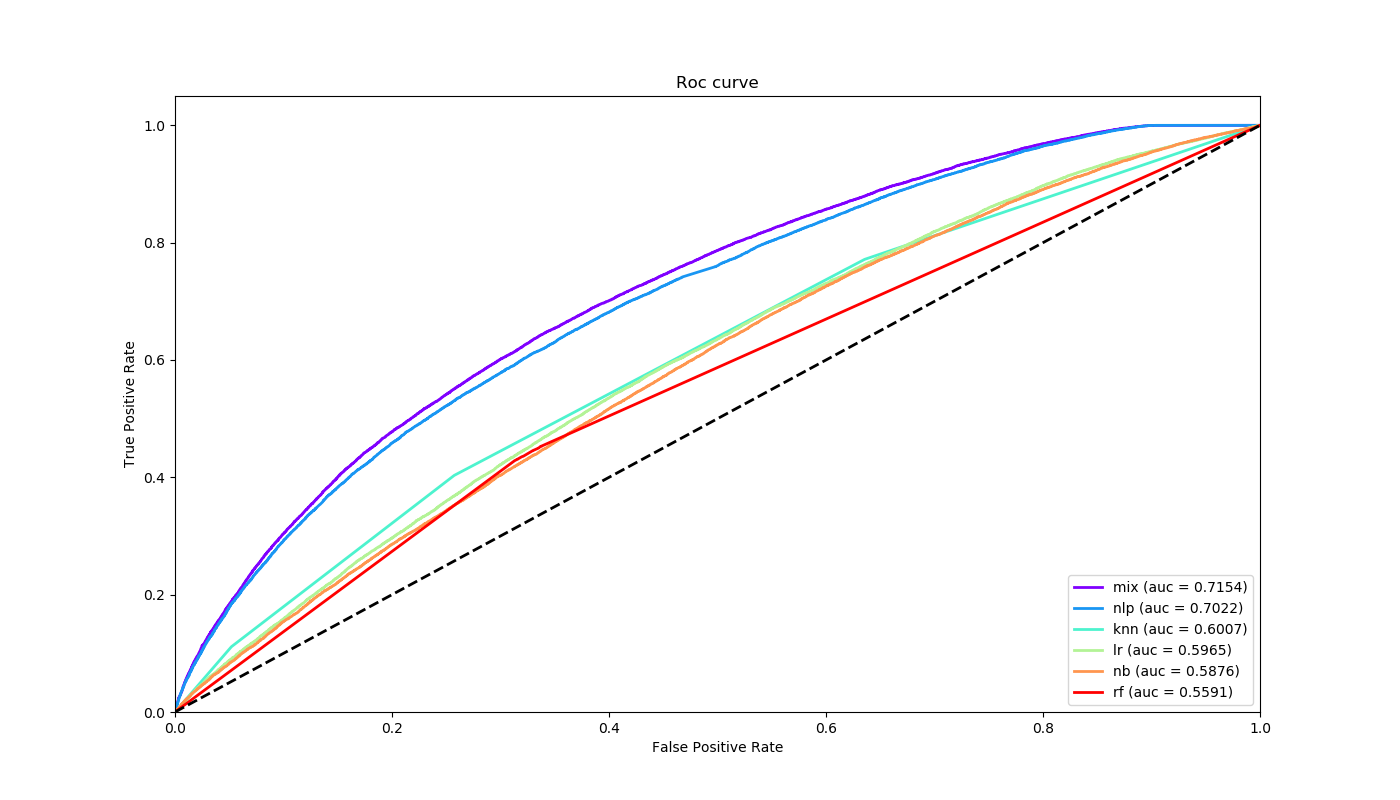 Roc curve
True Positive Rate
1.0
0.8
0.6
0.4
0.2
0.0
0.0 0.2 0.4 0.6 0.8 1.0
False Positive Rate
mix (auc = 0.7154)
nlp (auc = 0.7022)
knn (auc = 0.6007)
lr (auc = 0.5965)
nb (auc = 0.5876)
rf (auc = 0.5591)